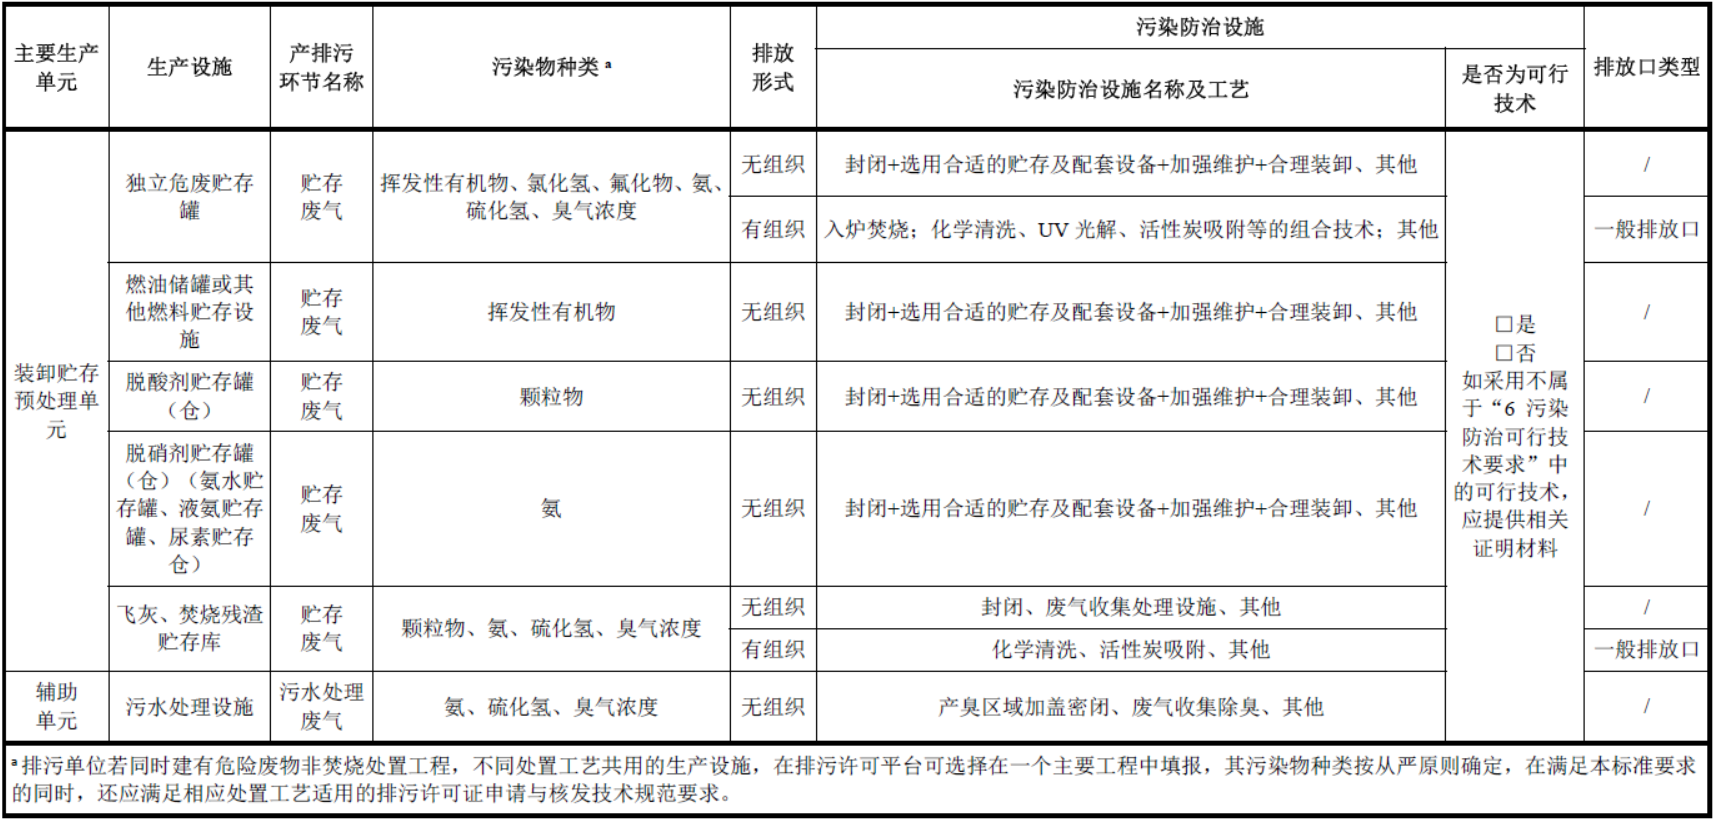 主要生产
单元
生产设施
产排污
环节名称
污染物种类 a
排放
形式
污染防治设施
污染防治设施名称及工艺
是否为可行
技术
排放口类型
装卸贮存
预处理单
元
独立危废贮存
罐
贮存
废气
挥发性有机物、氯化氢、氟化物、氨、
硫化氢、臭气浓度
无组织
封闭+选用合适的贮存及配套设备+加强维护+合理装卸、其他
/
有组织
入炉焚烧；化学清洗、UV 光解、活性炭吸附等的组合技术；其他
一般排放口
燃油储罐或其
他燃料贮存设
施
贮存
废气
挥发性有机物
无组织
封闭+选用合适的贮存及配套设备+加强维护+合理装卸、其他
/
脱酸剂贮存罐
（仓）
贮存
废气
颗粒物
无组织
封闭+选用合适的贮存及配套设备+加强维护+合理装卸、其他
/
脱硝剂贮存罐
（仓）（氨水贮
存罐、液氨贮存
罐、尿素贮存
仓）
贮存
废气
氨
无组织
封闭+选用合适的贮存及配套设备+加强维护+合理装卸、其他
/
飞灰、焚烧残渣
贮存库
贮存
废气
颗粒物、氨、硫化氢、臭气浓度
无组织
封闭、废气收集处理设施、其他
/
有组织
化学清洗、活性炭吸附、其他
一般排放口
□是
□否
如采用不属
于“6 污染
防治可行技
术要求”中
的可行技术，
应提供相关
证明材料
辅助
单元
污水处理设施
污水处理
废气
氨、硫化氢、臭气浓度
无组织
产臭区域加盖密闭、废气收集除臭、其他
/
a 排污单位若同时建有危险废物非焚烧处置工程，不同处置工艺共用的生产设施，在排污许可平台可选择在一个主要工程中填报，其污染物种类按从严原则确定，在满足本标准要求
的同时，还应满足相应处置工艺适用的排污许可证申请与核发技术规范要求。